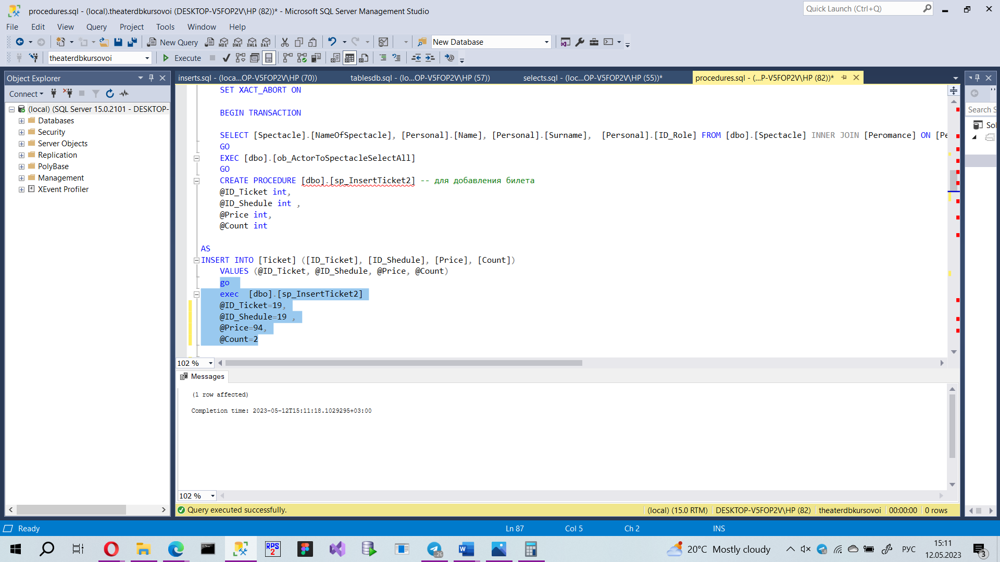 procedures.sql - (local).theaterdbkursovoi (DESKTOP-V5FOP2V\HP (82))* - Microsoft SQL Server Management Studio
Quick Launch (Ctrl+Q)
File Edit View Query Project Tools Window Help
New Query MDX DMX XMLA DAX New Database
theaterdbkursovoi Execute
Object Explorer
inserts.sql - (loca...OP-V5FOP2V\HP (70)) tablesdb.sql - (lo...OP-V5FOP2V\HP (57)) selects.sql - (loc...OP-V5FOP2V\HP (55))* procedures.sql - (...P-V5FOP2V\HP (82))*
Connect
(local) (SQL Server 15.0.2101 - DESKTOP-
Databases
Security
Server Objects
Replication
PolyBase
Management
XEvent Profiler
SET XACT_ABORT ON
BEGIN TRANSACTION
SELECT [Spectacle].[NameOfSpectacle], [Personal].[Name], [Personal].[Surname],  [Personal].[ID_Role] FROM [dbo].[Spectacle] INNER JOIN [Peromance] ON [Pe
GO
EXEC [dbo].[ob_ActorToSpectacleSelectAll]
GO
CREATE PROCEDURE [dbo].[sp_InsertTicket2] -- для добавления билета
@ID_Ticket int,
@ID_Shedule int ,
@Price int,
@Count int
AS
INSERT INTO [Ticket] ([ID_Ticket], [ID_Shedule], [Price], [Count])
VALUES (@ID_Ticket, @ID_Shedule, @Price, @Count)
go
exec  [dbo].[sp_InsertTicket2]
@ID_Ticket=19,
@ID_Shedule=19 ,
@Price=94,
@Count=2
102 %
Messages
(1 row affected)
Completion time: 2023-05-12T15:11:18.1029295+03:00
102 %
Query executed successfully.
(local) (15.0 RTM) DESKTOP-V5FOP2V\HP (82) theaterdbkursovoi 00:00:00 0 rows
Search S
Sol
Ready Ln 87 Col 5 Ch 2 INS
RPS 2
20°C Mostly cloudy РУС
15:11
12.05.2023
3